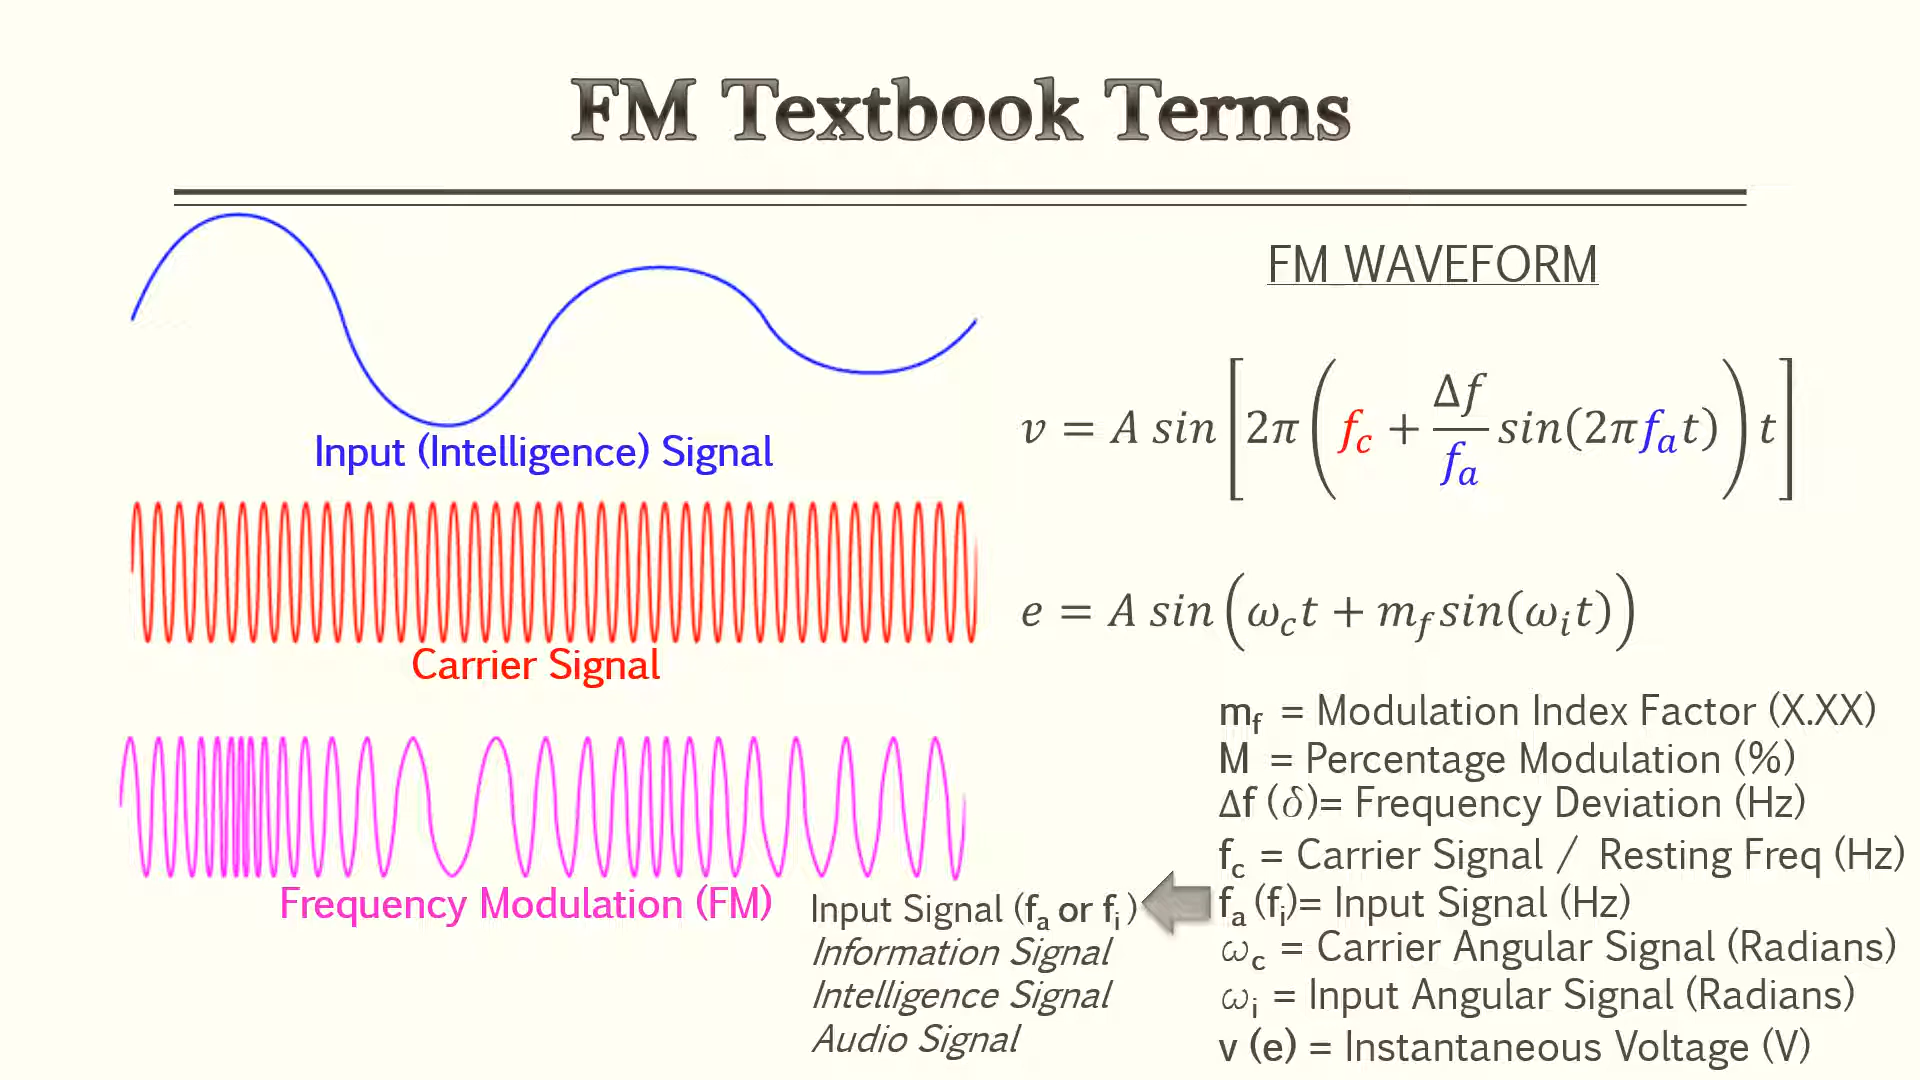 FM Textbook Terms
Input (Intelligence) Signal
Carrier Signal
Frequency Modulation (FM)
FM WAVEFORM
v = A sin[2π(f_c + Δf/f_a sin(2πf_a t))t]
e = A sin(ω_c t + m_f sin(ω_i t))
m_f = Modulation Index Factor (X.XX)
M = Percentage Modulation (%)
Δf (δ)= Frequency Deviation (Hz)
f_c = Carrier Signal / Resting Freq (Hz)
f_a (f_i)= Input Signal (Hz)
ω_c = Carrier Angular Signal (Radians)
ω_i = Input Angular Signal (Radians)
v (e) = Instantaneous Voltage (V)
Input Signal (f_a or f_i)
Information Signal
Intelligence Signal
Audio Signal